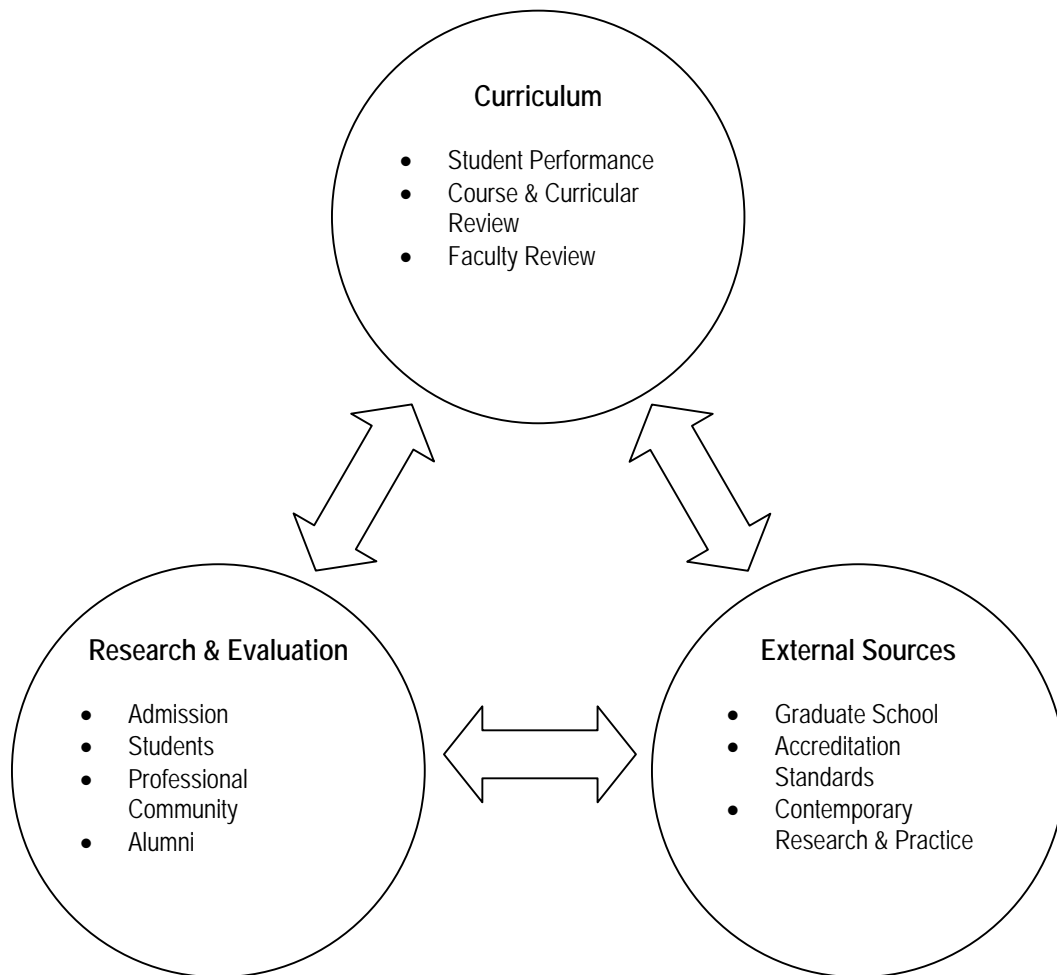 Curriculum
• Student Performance
• Course & Curricular
Review
• Faculty Review
Research & Evaluation
• Admission
• Students
• Professional
Community
• Alumni
External Sources
• Graduate School
• Accreditation
Standards
• Contemporary
Research & Practice